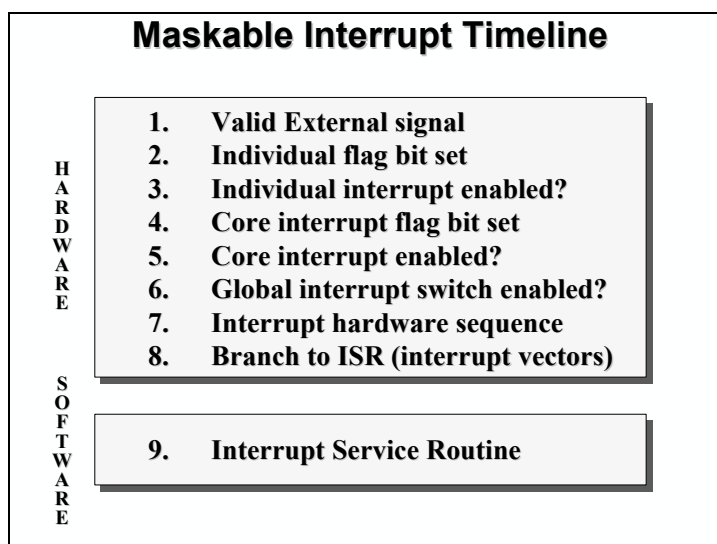 Maskable Interrupt Timeline
HARDWARE
1. Valid External signal
2. Individual flag bit set
3. Individual interrupt enabled?
4. Core interrupt flag bit set
5. Core interrupt enabled?
6. Global interrupt switch enabled?
7. Interrupt hardware sequence
8. Branch to ISR (interrupt vectors)
SOFTWARE
9. Interrupt Service Routine